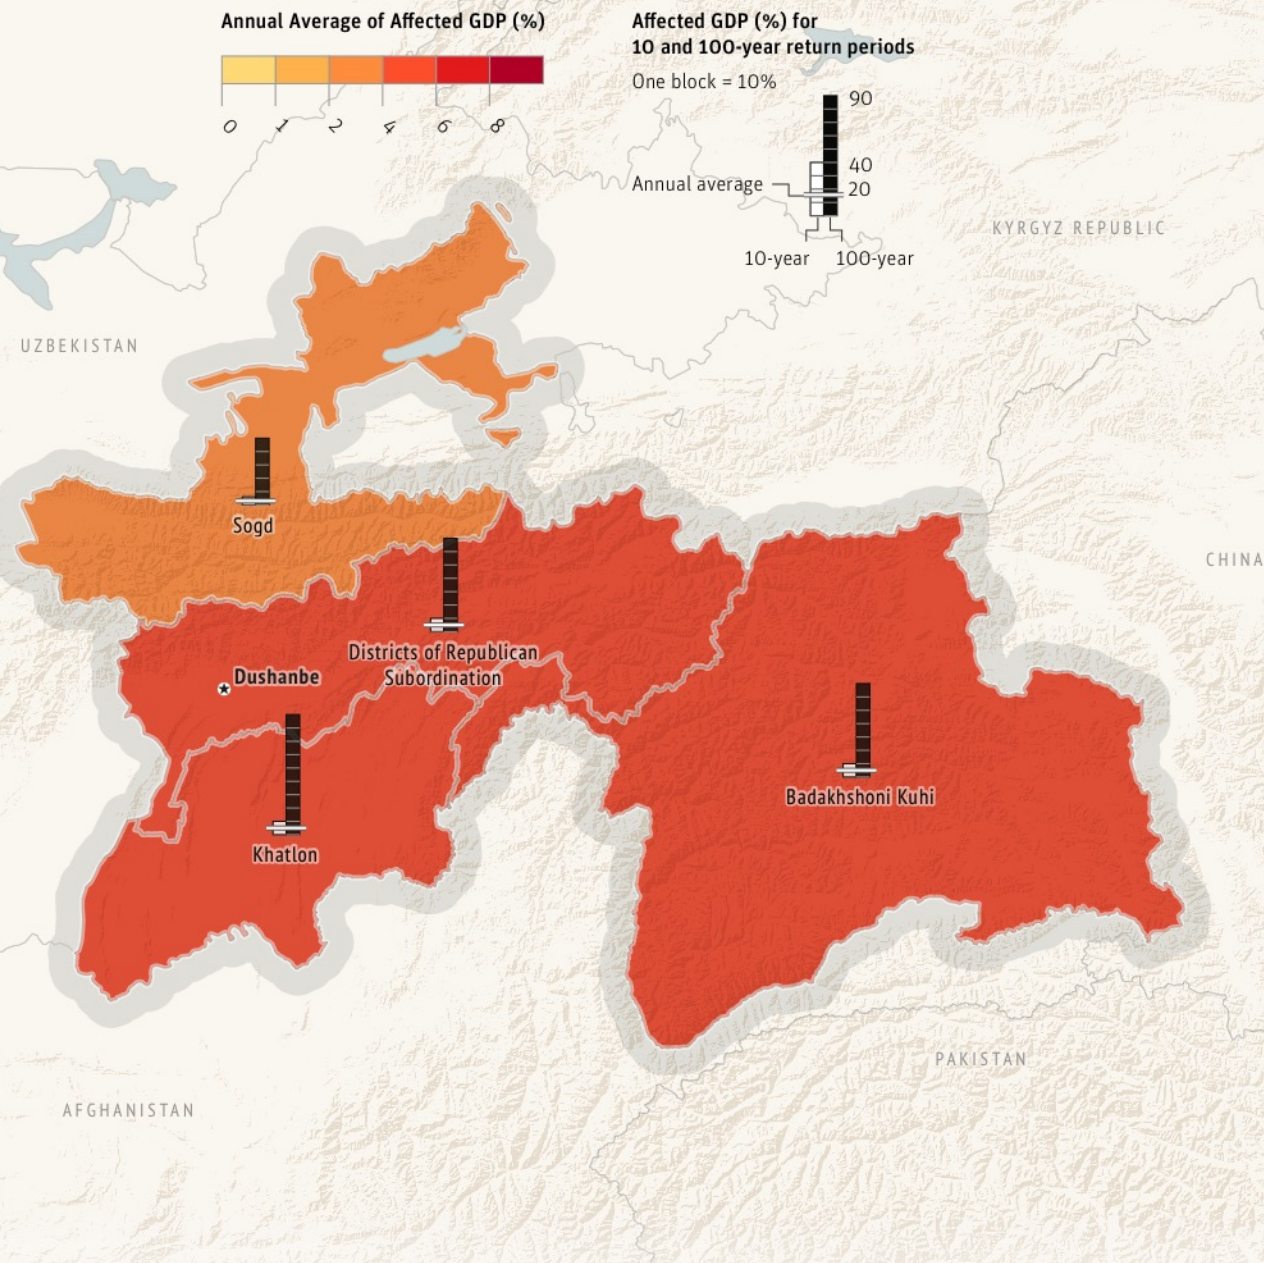 Annual Average of Affected GDP (%)
0 1 2 4 6 8
Affected GDP (%) for
10 and 100-year return periods
One block = 10%
90
40
20
Annual average
10-year 100-year
KYRGYZ REPUBLIC
UZBEKISTAN
CHINA
Sogd
Districts of Republican
Subordination
Dushanbe
Badakhshoni Kuhi
Khatlon
PAKISTAN
AFGHANISTAN